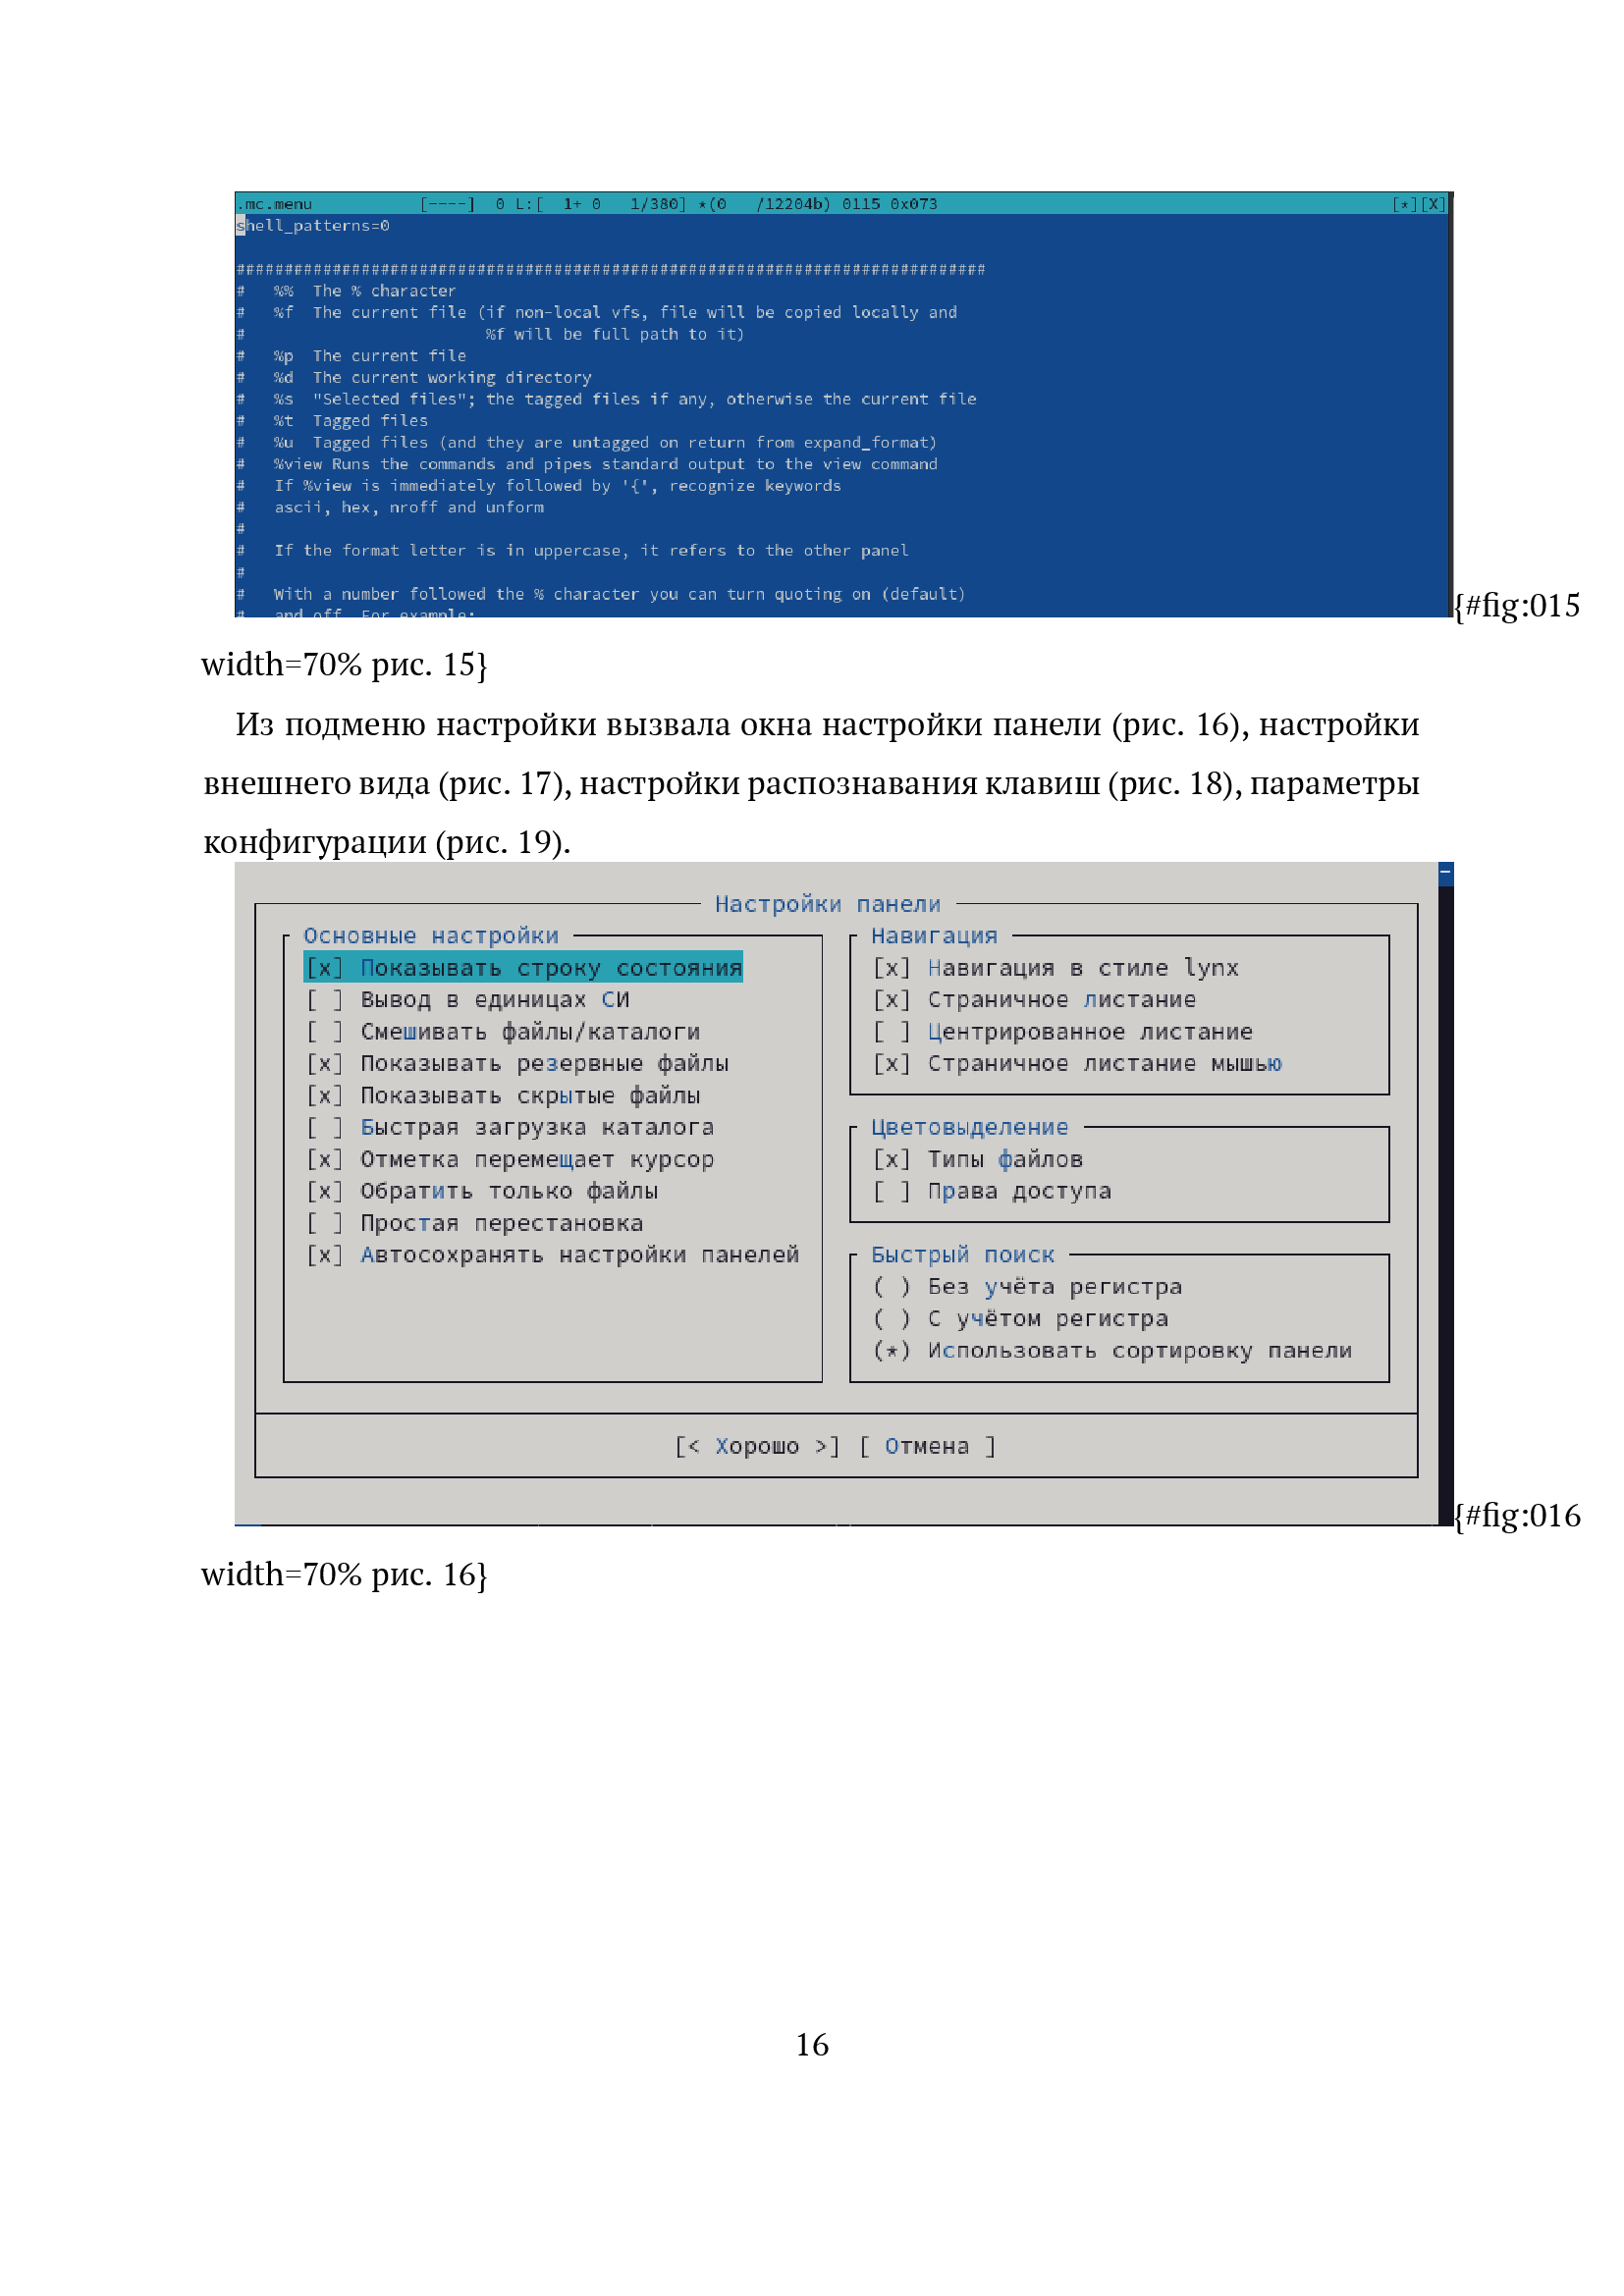 .mc.menu [----] 0 L:[ 1+ 0 1/380] *(0 /12204b) 0115 0x073 [*][X]
shell_patterns=0
##############################################################################
# %% The % character
# %f The current file (if non-local vfs, file will be copied locally and
# %f will be full path to it)
# %p The current file
# %d The current working directory
# %s "Selected files"; the tagged files if any, otherwise the current file
# %t Tagged files
# %u Tagged files (and they are untagged on return from expand_format)
# %view Runs the commands and pipes standard output to the view command
# If %view is immediately followed by '{', recognize keywords
# ascii, hex, nroff and unform
#
# If the format letter is in uppercase, it refers to the other panel
#
# With a number followed the % character you can turn quoting on (default)
# and off. For example:
{#fig:015
width=70% рис. 15}
Из подменю настройки вызвала окна настройки панели (рис. 16), настройки
внешнего вида (рис. 17), настройки распознавания клавиш (рис. 18), параметры
конфигурации (рис. 19).
Настройки панели
Основные настройки
[x] Показывать строку состояния
[ ] Вывод в единицах СИ
[ ] Смешивать файлы/каталоги
[x] Показывать резервные файлы
[x] Показывать скрытые файлы
[ ] Быстрая загрузка каталога
[x] Отметка перемещает курсор
[x] Обратить только файлы
[ ] Простая перестановка
[x] Автосохранять настройки панелей
Навигация
[x] Навигация в стиле lynx
[x] Страничное листание
[ ] Центрированное листание
[x] Страничное листание мышью
Цветовыделение
[x] Типы файлов
[ ] Права доступа
Быстрый поиск
( ) Без учёта регистра
( ) С учётом регистра
(*) Использовать сортировку панели
[< Хорошо >] [ Отмена ]
{#fig:016
width=70% рис. 16}
16